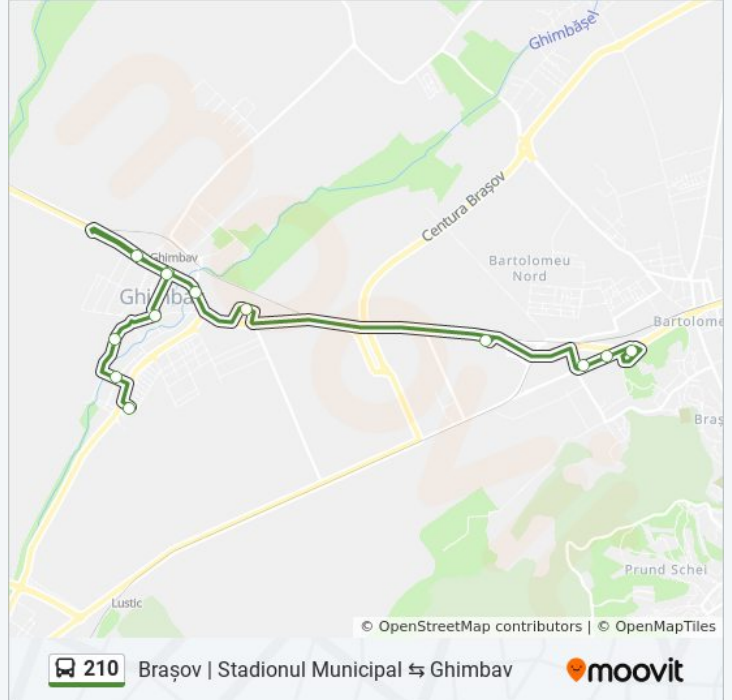 Ghimbășel
Centura Brașov
Ghimbav
Bartolomeu
Nord
Ghimba
Bartolome
Braș
Prund Schei
Lustic
© OpenStreetMap contributors | © OpenMapTiles
210 Brașov | Stadionul Municipal ⇆ Ghimbav
moovit